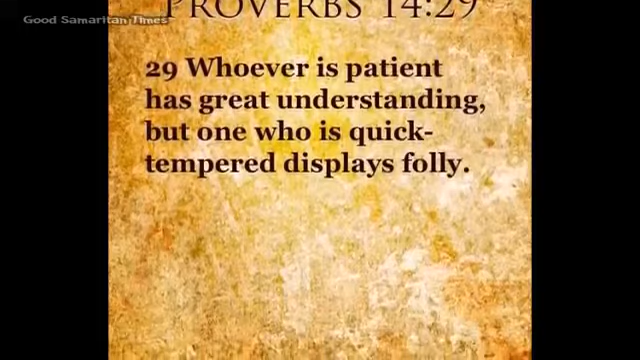 Good Samaritan Times
PROVERBS 14:29
29 Whoever is patient
has great understanding,
but one who is quick-
tempered displays folly.